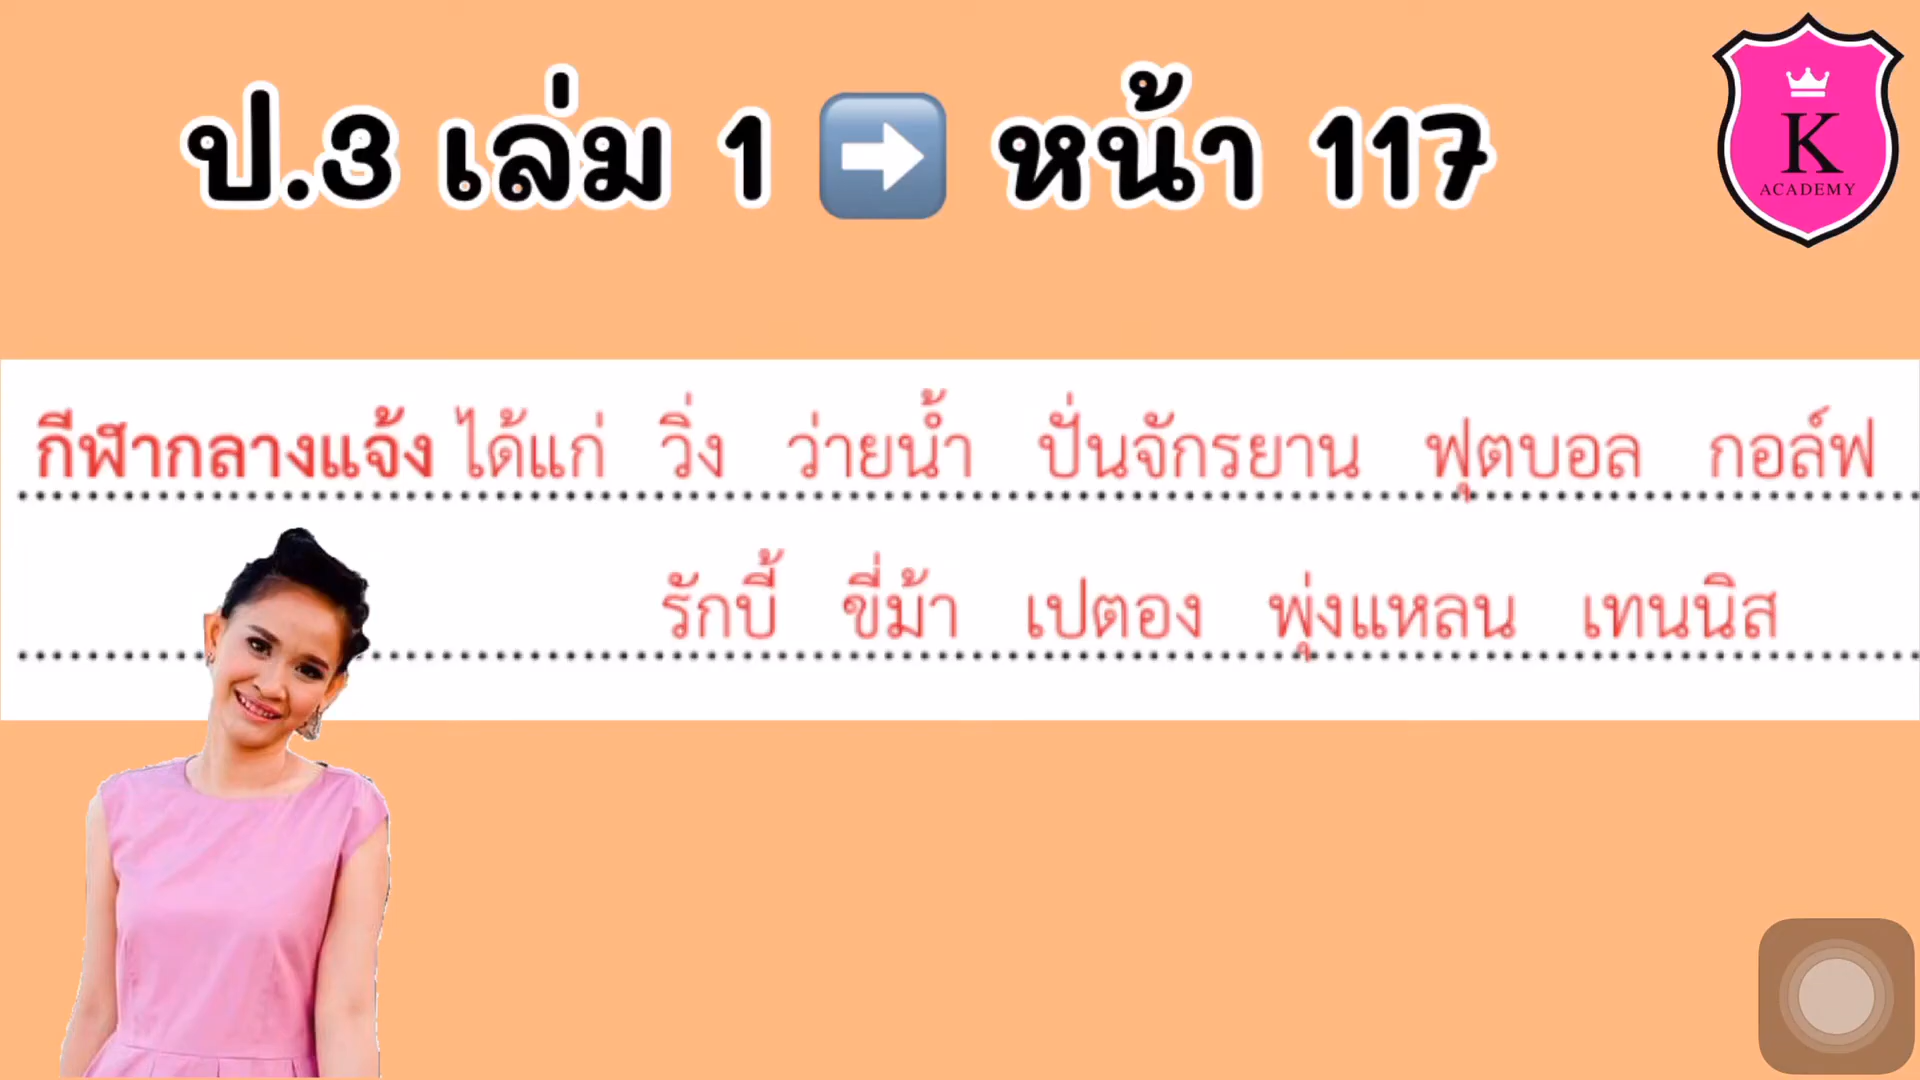 ป.3 เล่ม 1 ➡️ หน้า 117
K
ACADEMY
กีฬากลางแจ้ง ได้แก่ วิ่ง ว่ายน้ำ ปั่นจักรยาน ฟุตบอล กอล์ฟ
รักบี้ ขี่ม้า เปตอง พุ่งแหลน เทนนิส